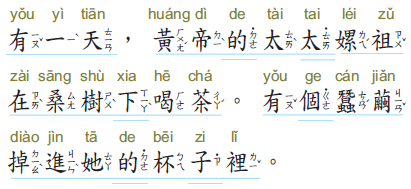 yǒu yì tiān huáng dì de tài tai léi zǔ
有一天，黃帝的太太嫘祖
zài sāng shù xia hē chá yǒu ge cán jiǎn
在桑樹下喝茶。有個蠶繭
diào jìn tā de bēi zi lǐ
掉進她的杯子裡。